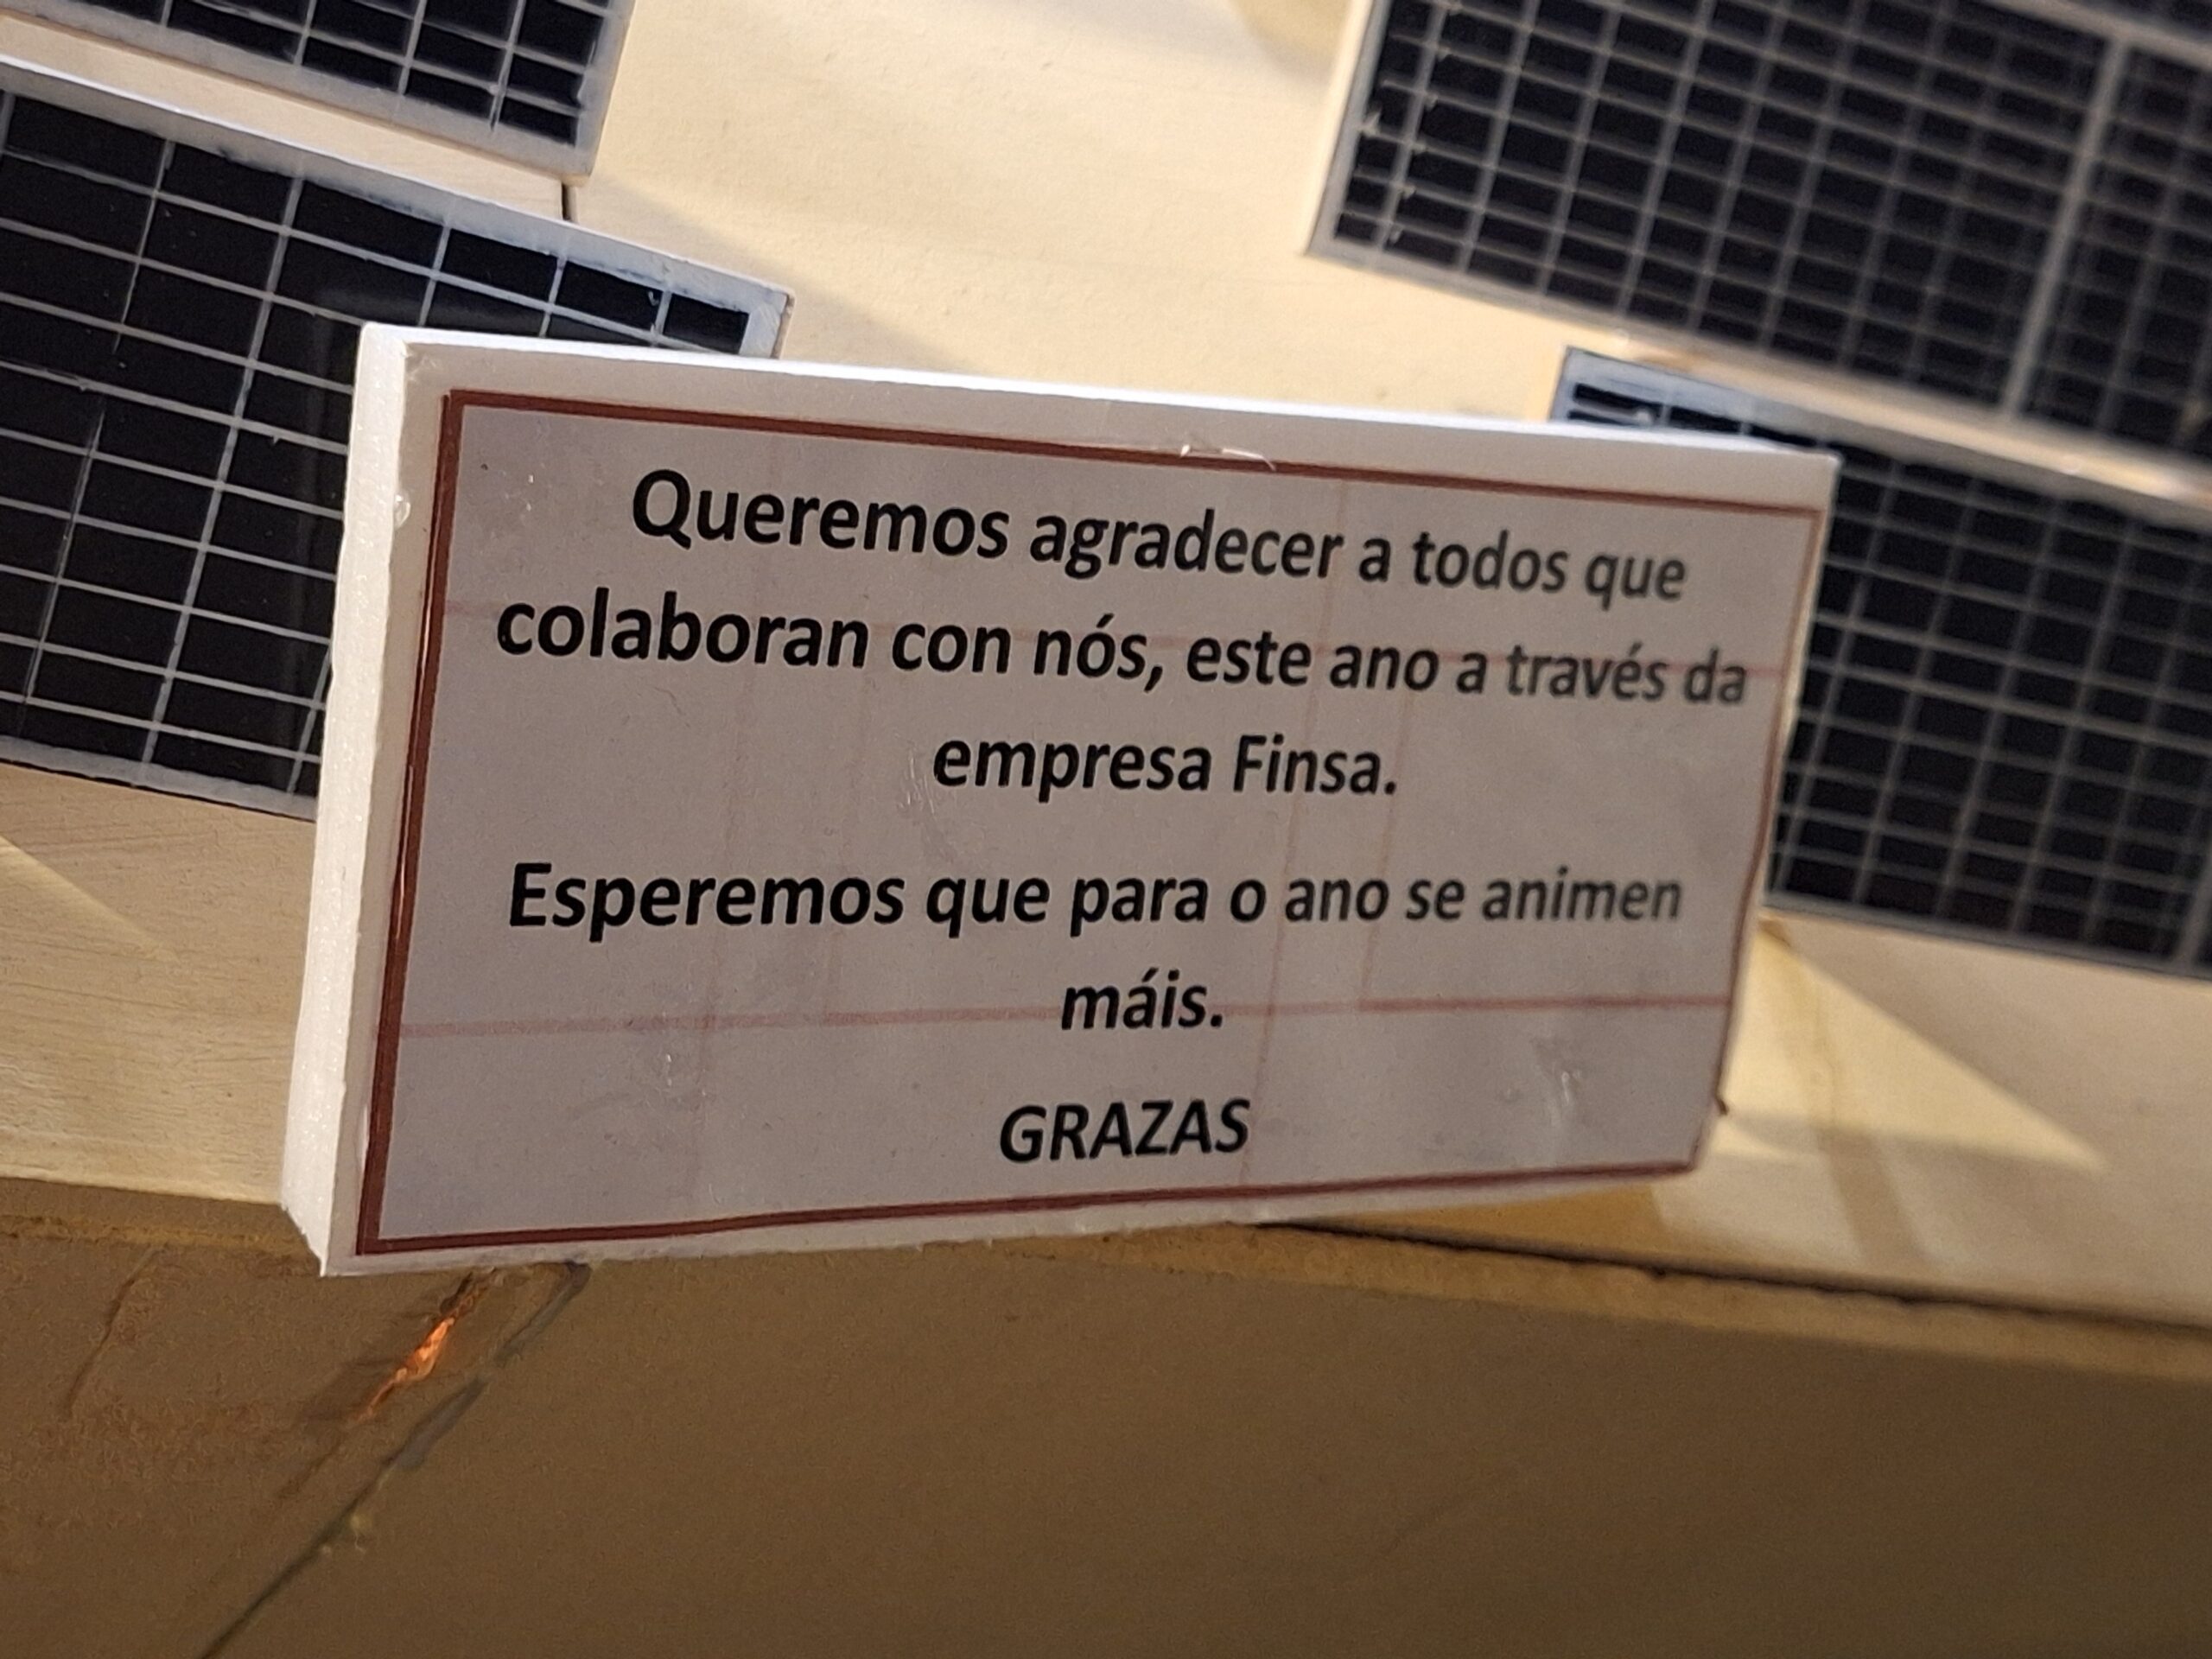 Queremos agradecer a todos que
colaboran con nós, este ano a través da
empresa Finsa.
Esperemos que para o ano se animen
máis.
GRAZAS